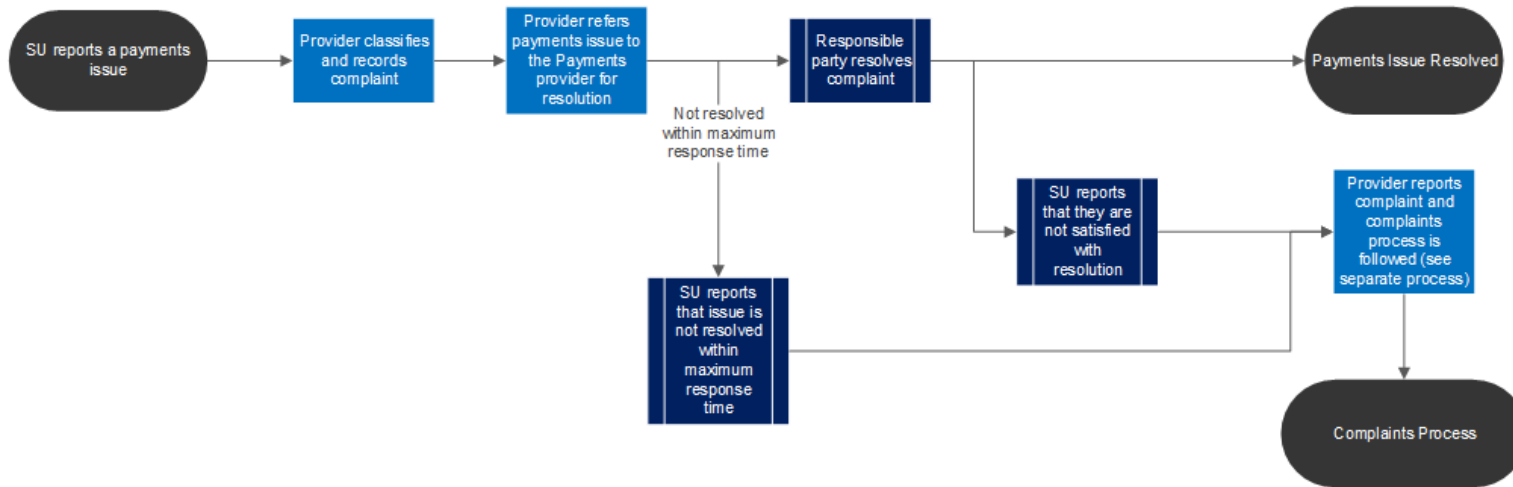 SU reports a payments
issue
Provider classifies
and records
complaint
Provider refers
payments issue to
the Payments
provider for
resolution
Not resolved
within maximum
response time
Responsible
party resolves
complaint
Payments Issue Resolved
SU reports
that they are
not satisfied
with
resolution
Provider reports
complaint and
complaints
process is
followed (see
separate process)
SU reports
that issue is
not resolved
within
maximum
response
time
Complaints Process